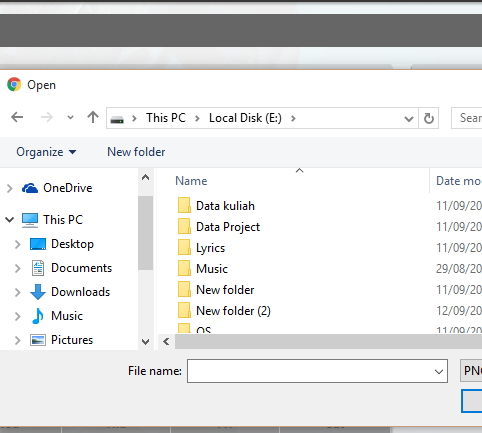 Open
This PC > Local Disk (E:) >
Sear
Organize
New folder
OneDrive
This PC
Desktop
Documents
Downloads
Music
Pictures
Name
Date mo
Data kuliah
11/09/20
Data Project
11/09/20
Lyrics
11/09/20
Music
29/08/20
New folder
11/09/20
New folder (2)
12/09/20
OS
11/09/20
File name:
PN